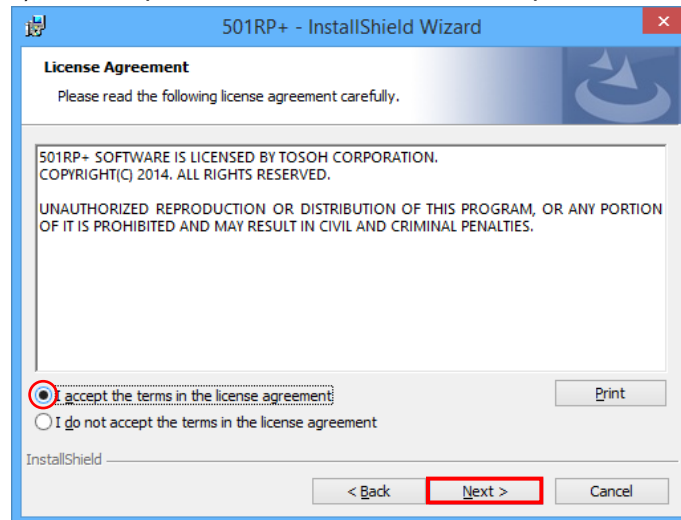 501RP+ - InstallShield Wizard
License Agreement
Please read the following license agreement carefully.
501RP+ SOFTWARE IS LICENSED BY TOSOH CORPORATION.
COPYRIGHT(C) 2014. ALL RIGHTS RESERVED.
UNAUTHORIZED REPRODUCTION OR DISTRIBUTION OF THIS PROGRAM, OR ANY PORTION
OF IT IS PROHIBITED AND MAY RESULT IN CIVIL AND CRIMINAL PENALTIES.
I accept the terms in the license agreement
Print
I do not accept the terms in the license agreement
InstallShield
< Back Next > Cancel